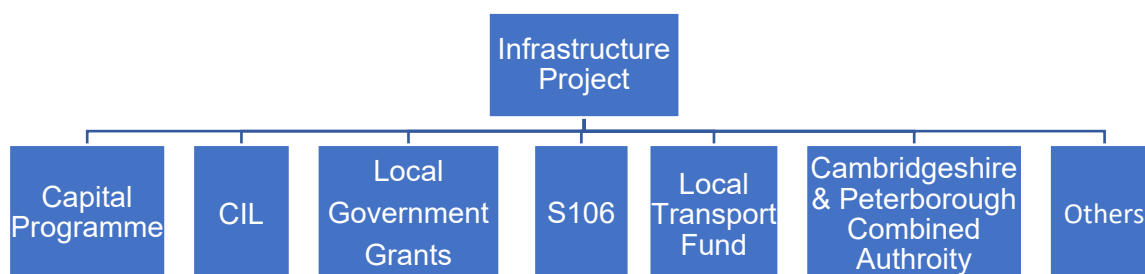 Infrastructure
Project
Capital
Programme
CIL
Local
Government
Grants
S106
Local
Transport
Fund
Cambridgeshire
& Peterborough
Combined
Authroity
Others